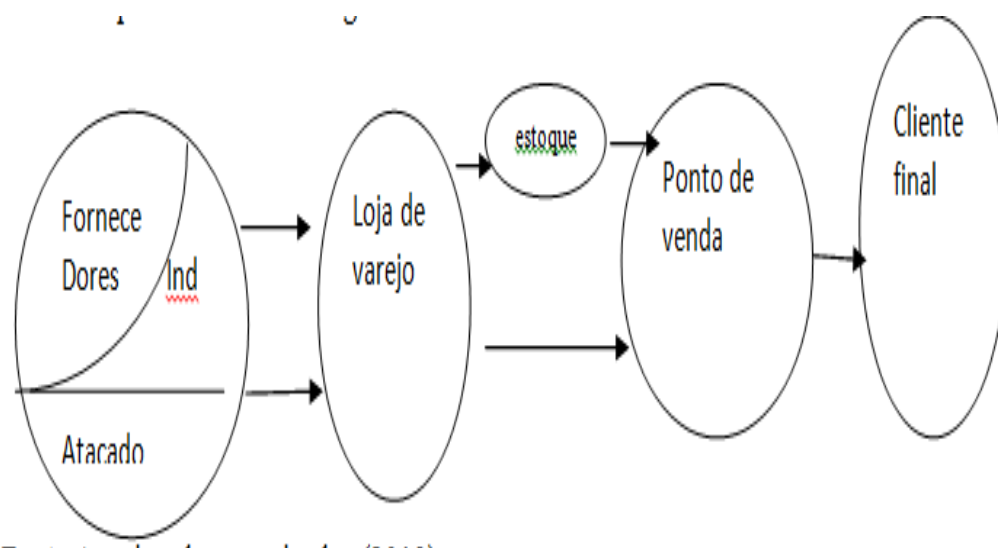 Fornece
Dores
Ind
Atacado
Loja de
varejo
estoque
Ponto de
venda
Cliente
final